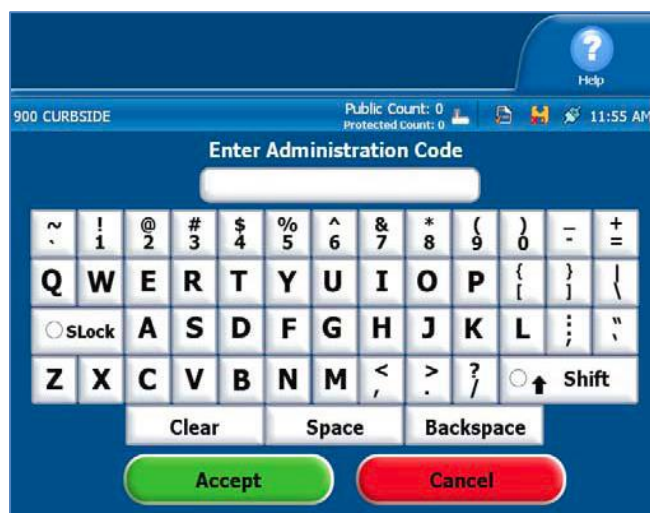 ?
Help
900 CURBSIDE
Public Count: 0
Protected Count: 0
11:55 AM
Enter Administration Code
~ ! @ # $ % ^ & * ( ) _ +
` 1 2 3 4 5 6 7 8 9 0 - =
Q W E R T Y U I O P { } |
[ ] \
SLock A S D F G H J K L : "
; '
Z X C V B N M < > ? Shift
, . /
Clear Space Backspace
Accept Cancel